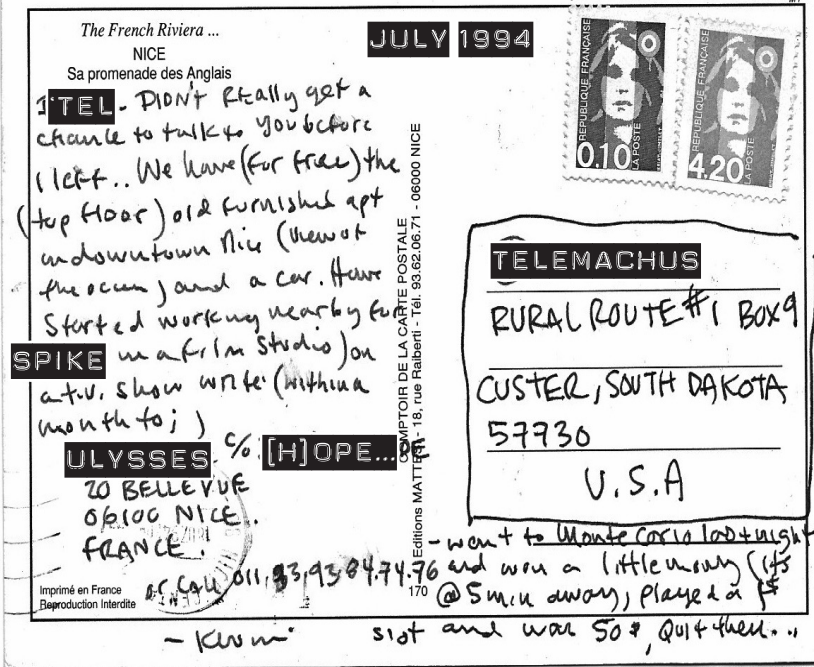 The French Riviera ...
NICE
Sa promenade des Anglais
JULY 1994
TEL. DIDN'T REally get a
chance to talk to you before
I left.. We have (for free) the
(top floor) old furnished apt
in downtown Nice (view of
the ocean) and a car. Have
started working nearby for
SPIKE in a film studio) on
a t.v. show write (within a
month to; )
ULYSSES
c/o [H]OPE...
20 BELLEVUE
06100 NICE.
FRANCE.
or CALL 011,33,93 84.74.76
Imprimé en France
Reproduction Interdite
COMPTOIR DE LA CARTE POSTALE
Editions MATTEI - 18, rue Raiberti - Tél. 93.62.06.71 - 06000 NICE
170
REPUBLIQUE FRANÇAISE
LA POSTE
0.10
REPUBLIQUE FRANÇAISE
LA POSTE
4.20
TELEMACHUS
RURAL ROUTE #1 BOX 9
CUSTER, SOUTH DAKOTA
57730
U.S.A
- went to Monte Carlo last night
and won a little money (its
@ 5 min away, played a 1$
slot and won 50$, Quit then...
- Kevin